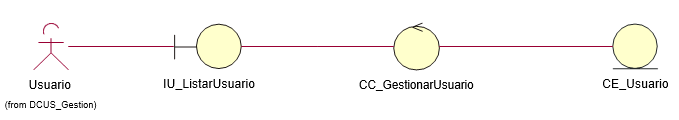 Usuario
(from DCUS_Gestion)
IU_ListarUsuario
CC_GestionarUsuario
CE_Usuario